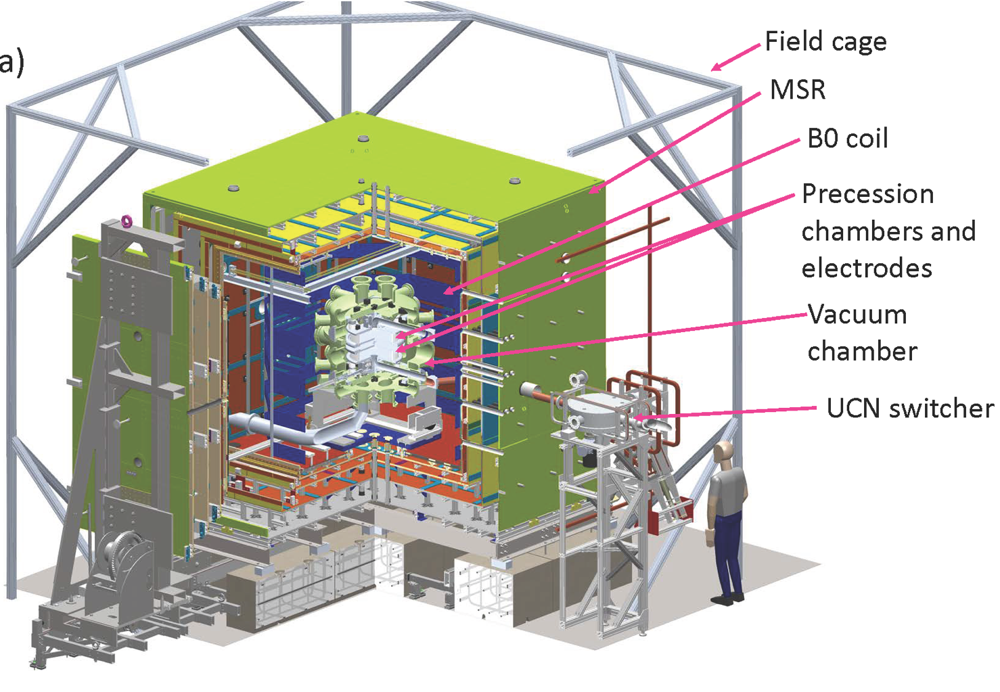 a)
Field cage
MSR
B0 coil
Precession
chambers and
electrodes
Vacuum
chamber
UCN switcher